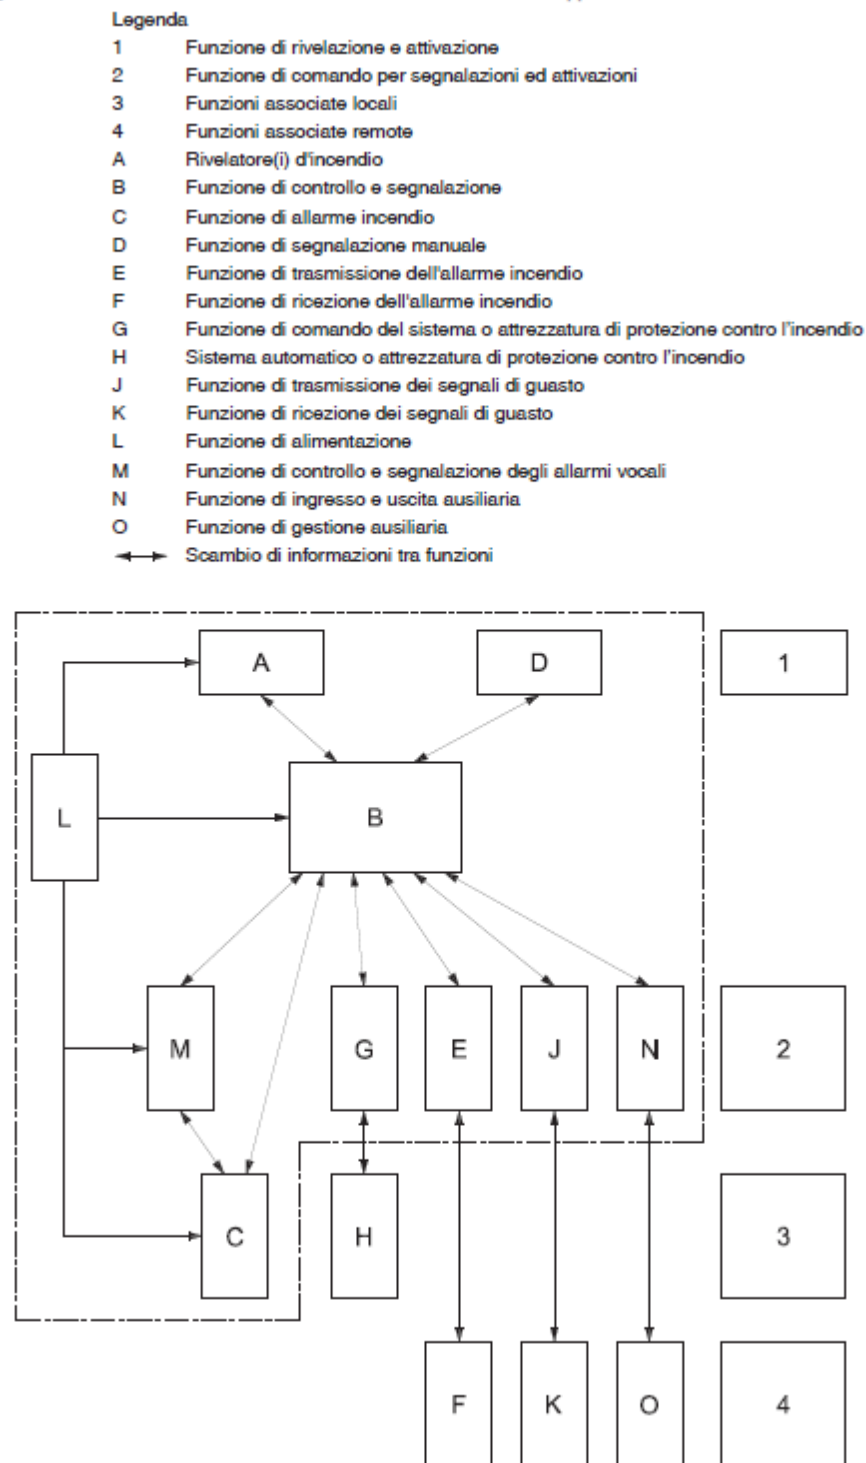 Legenda
1 Funzione di rivelazione e attivazione
2 Funzione di comando per segnalazioni ed attivazioni
3 Funzioni associate locali
4 Funzioni associate remote
A Rivelatore(i) d'incendio
B Funzione di controllo e segnalazione
C Funzione di allarme incendio
D Funzione di segnalazione manuale
E Funzione di trasmissione dell'allarme incendio
F Funzione di ricezione dell'allarme incendio
G Funzione di comando del sistema o attrezzatura di protezione contro l'incendio
H Sistema automatico o attrezzatura di protezione contro l'incendio
J Funzione di trasmissione dei segnali di guasto
K Funzione di ricezione dei segnali di guasto
L Funzione di alimentazione
M Funzione di controllo e segnalazione degli allarmi vocali
N Funzione di ingresso e uscita ausiliaria
O Funzione di gestione ausiliaria
Scambio di informazioni tra funzioni
A D 1
L B
M G E J N 2
C H 3
F K O 4